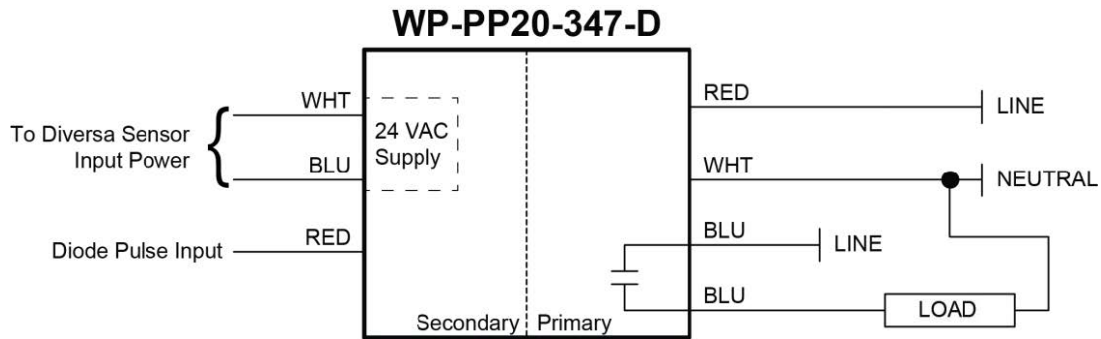 WP-PP20-347-D
WHT
24 VAC
Supply
To Diversa Sensor
Input Power
BLU
Diode Pulse Input
RED
Secondary
Primary
RED
LINE
WHT
NEUTRAL
BLU
LINE
BLU
LOAD